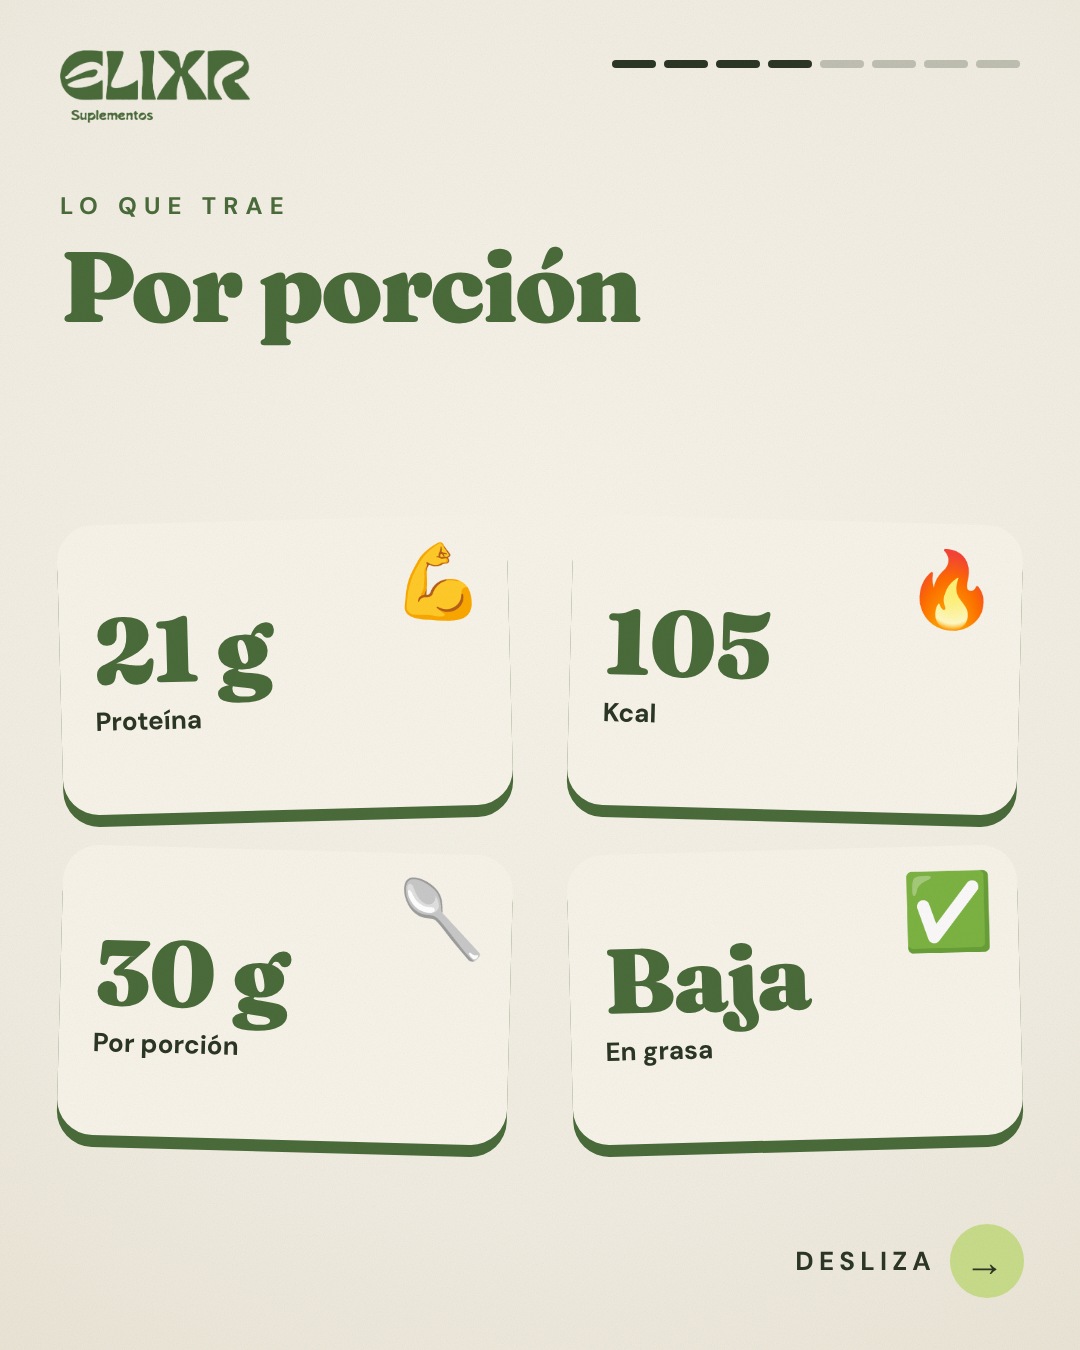 ELIXR
Suplementos
LO QUE TRAE
Por porción
21 g
Proteína
105
Kcal
30 g
Por porción
Baja
En grasa
DESLIZA →